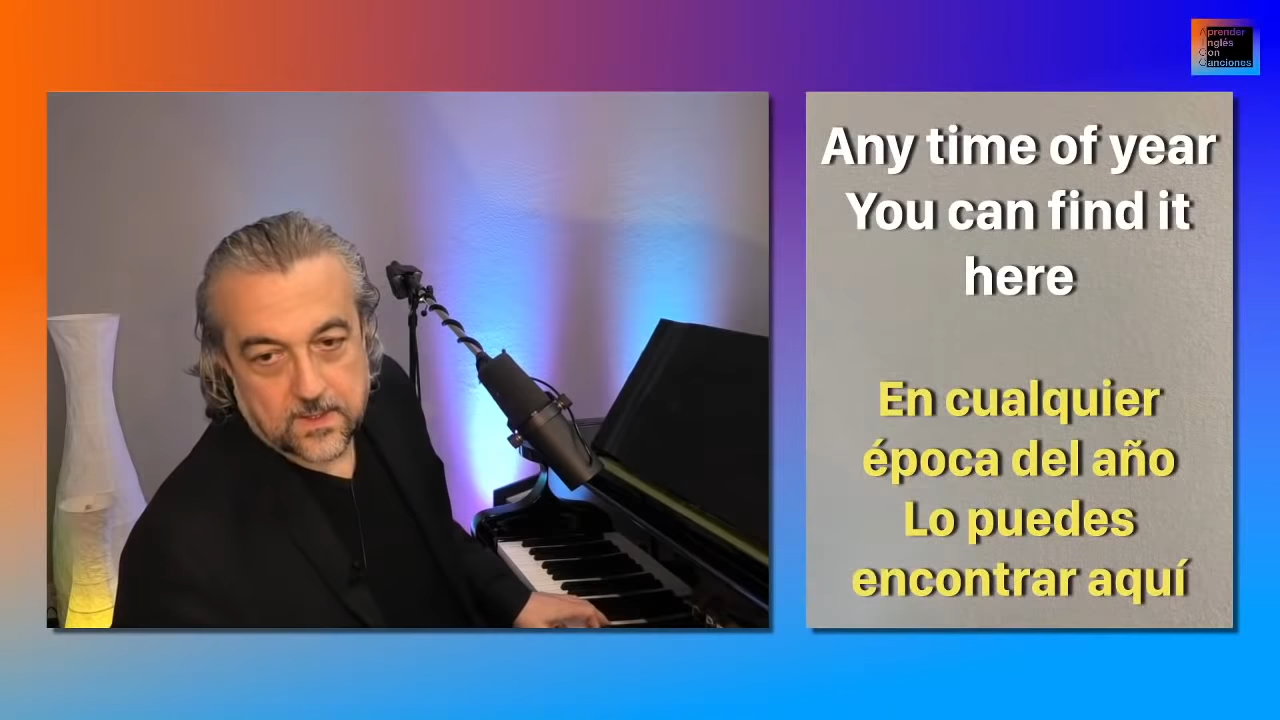 Aprender
Inglés
Con
Canciones
Any time of year
You can find it
here
En cualquier
época del año
Lo puedes
encontrar aquí